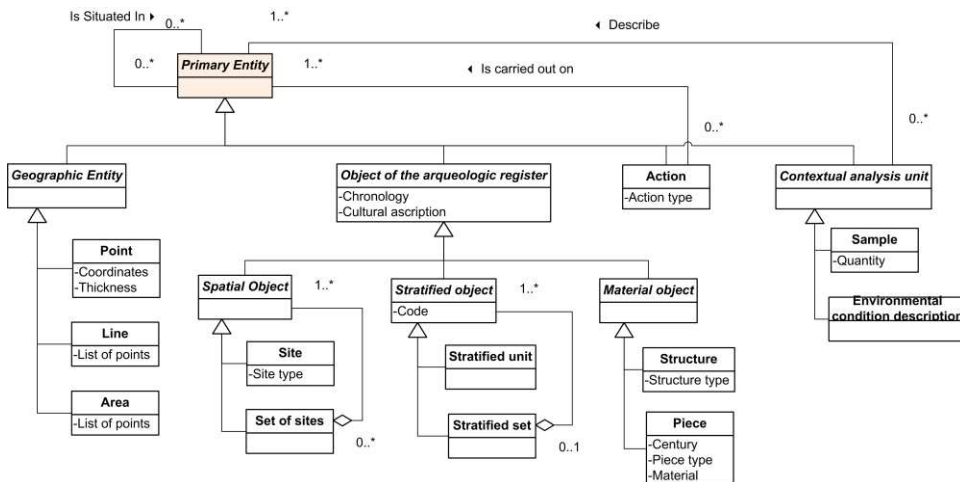 Is Situated In ▸
0..*
1..*
◂ Describe
0..*
Primary Entity
1..*
◂ Is carried out on
0..*
0..*
Geographic Entity
Object of the arqueologic register
-Chronology
-Cultural ascription
Action
-Action type
Contextual analysis unit
Point
-Coordinates
-Thickness
Line
-List of points
Area
-List of points
Spatial Object
1..*
Site
-Site type
Set of sites
0..*
Stratified object
-Code
1..*
Stratified unit
Stratified set
0..1
Material object
Structure
-Structure type
Piece
-Century
-Piece type
-Material
Sample
-Quantity
Environmental
condition description